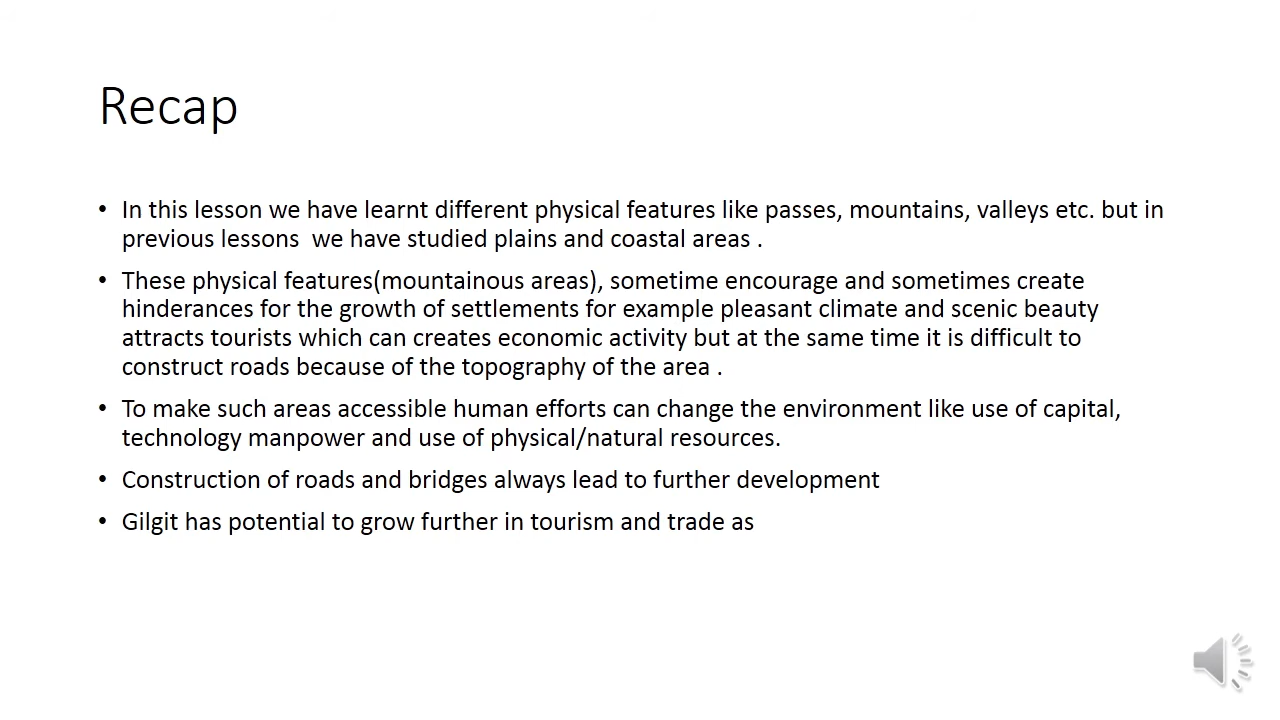 Recap
• In this lesson we have learnt different physical features like passes, mountains, valleys etc. but in
previous lessons  we have studied plains and coastal areas .
• These physical features(mountainous areas), sometime encourage and sometimes create
hinderances for the growth of settlements for example pleasant climate and scenic beauty
attracts tourists which can creates economic activity but at the same time it is difficult to
construct roads because of the topography of the area .
• To make such areas accessible human efforts can change the environment like use of capital,
technology manpower and use of physical/natural resources.
• Construction of roads and bridges always lead to further development
• Gilgit has potential to grow further in tourism and trade as